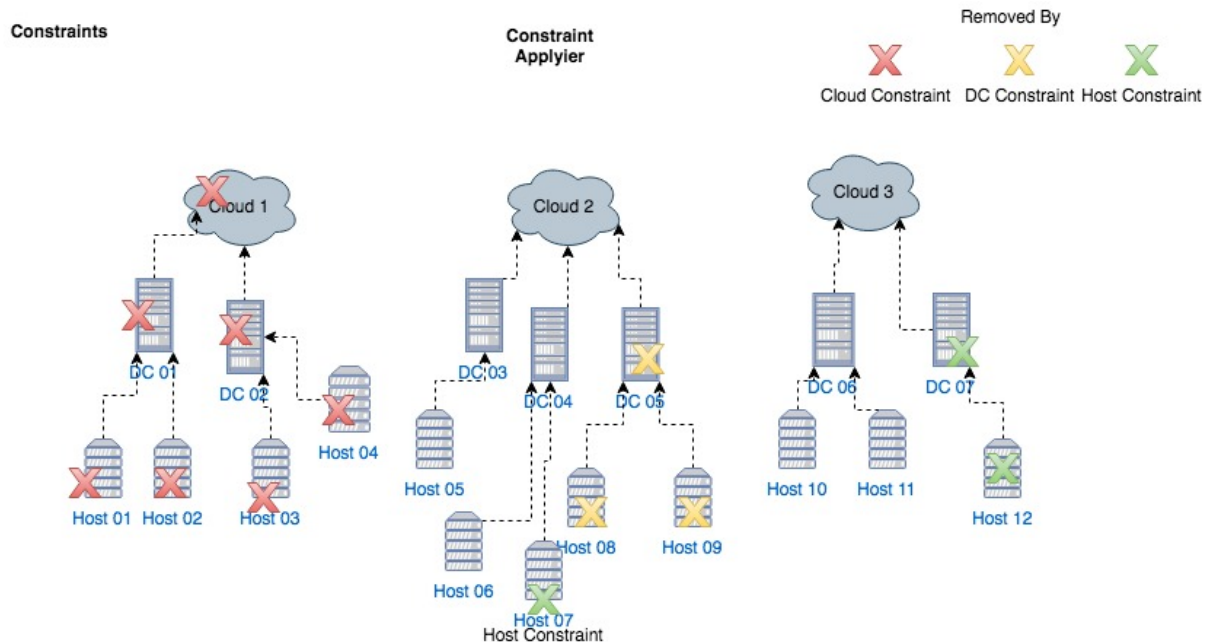 Constraints
Constraint
Applyier
Removed By
Cloud Constraint
DC Constraint
Host Constraint
Cloud 1
Cloud 2
Cloud 3
DC 01
DC 02
DC 03
DC 04
DC 05
DC 06
DC 07
Host 01
Host 02
Host 03
Host 04
Host 05
Host 06
Host 07
Host Constraint
Host 08
Host 09
Host 10
Host 11
Host 12